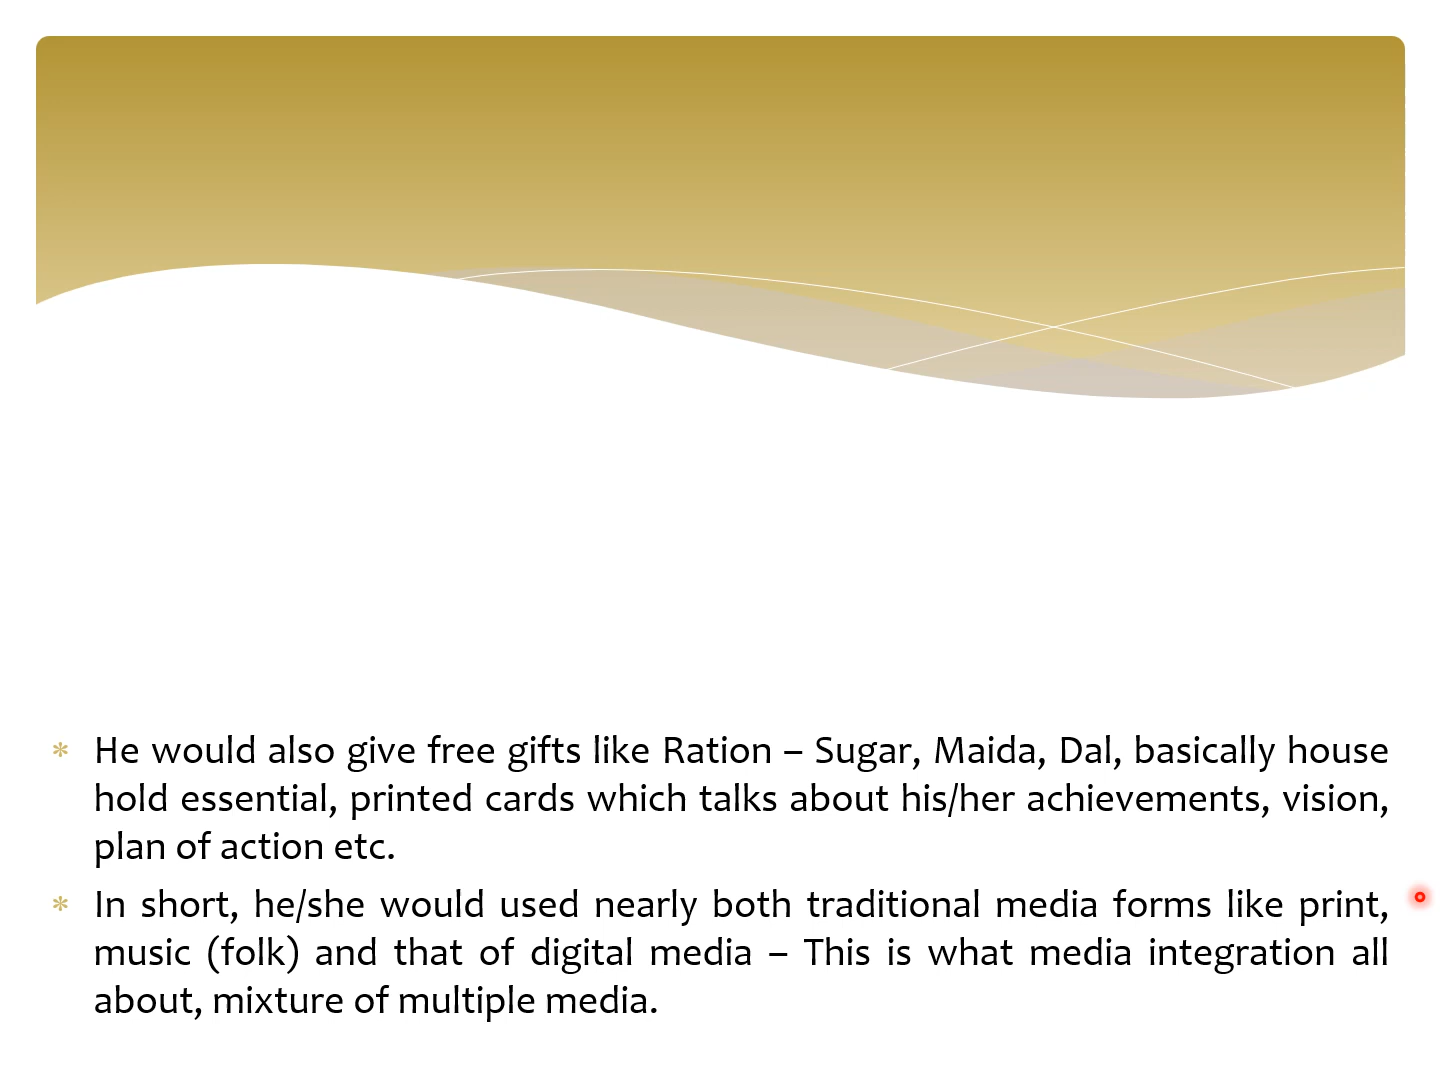 * He would also give free gifts like Ration – Sugar, Maida, Dal, basically house
hold essential, printed cards which talks about his/her achievements, vision,
plan of action etc.
* In short, he/she would used nearly both traditional media forms like print,
music (folk) and that of digital media – This is what media integration all
about, mixture of multiple media.